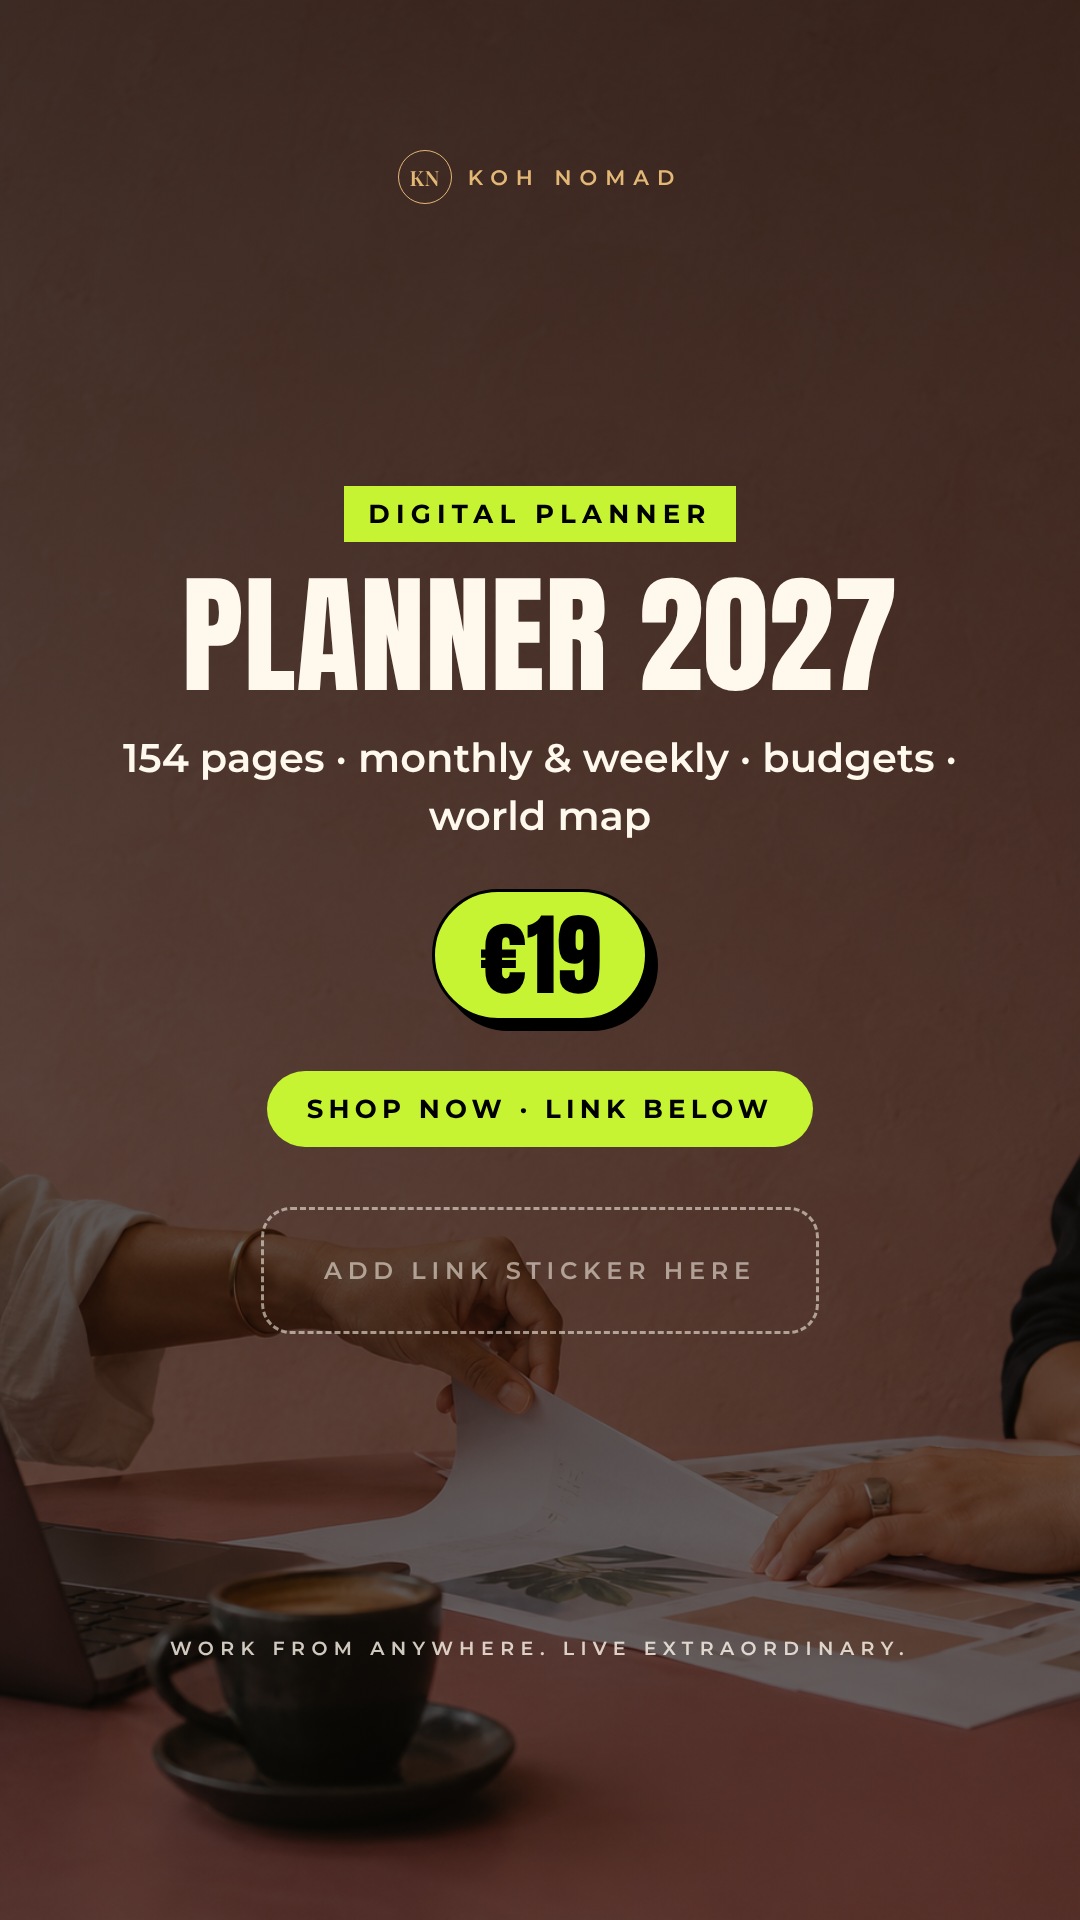 KN KOH NOMAD
DIGITAL PLANNER
PLANNER 2027
154 pages · monthly & weekly · budgets ·
world map
€19
SHOP NOW · LINK BELOW
ADD LINK STICKER HERE
WORK FROM ANYWHERE. LIVE EXTRAORDINARY.